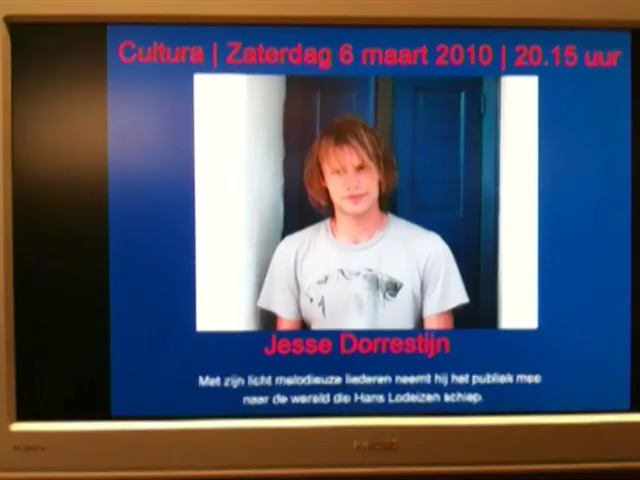 Cultura | Zaterdag 6 maart 2010 | 20.15 uur
Jesse Dorrestijn
Met zijn licht melodieuze liederen neemt hij het publiek mee
naar de wereld die Hans Lodeizen schiep.
PHILIPS